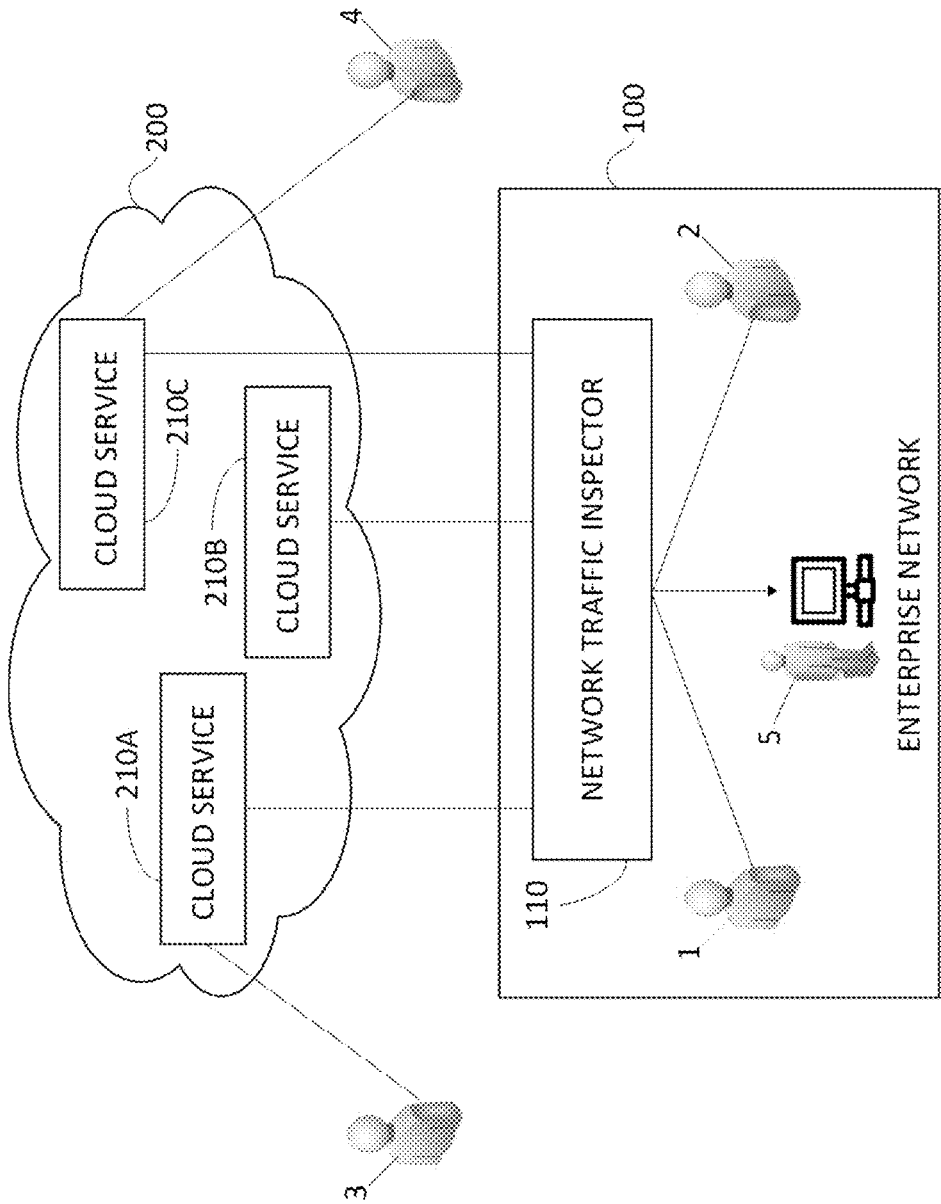 4
200
CLOUD SERVICE
210C
210A
CLOUD SERVICE
210B
CLOUD SERVICE
3
100
NETWORK TRAFFIC INSPECTOR
110
2
1
5
ENTERPRISE NETWORK